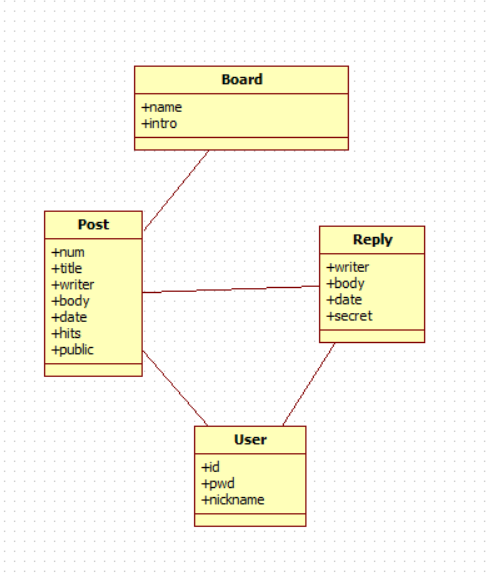 Board
+name
+intro
Post
+num
+title
+writer
+body
+date
+hits
+public
Reply
+writer
+body
+date
+secret
User
+id
+pwd
+nickname